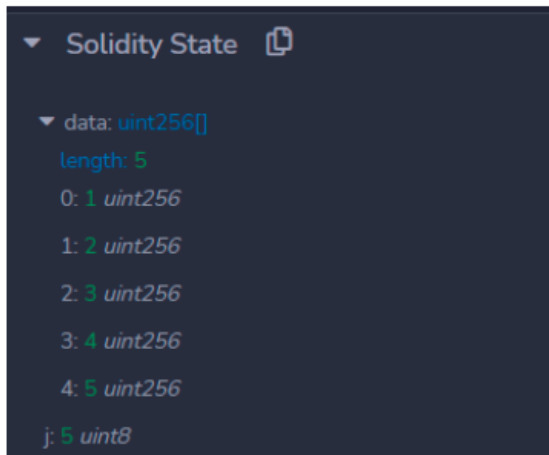 Solidity State
data: uint256[]
length: 5
0: 1 uint256
1: 2 uint256
2: 3 uint256
3: 4 uint256
4: 5 uint256
j: 5 uint8